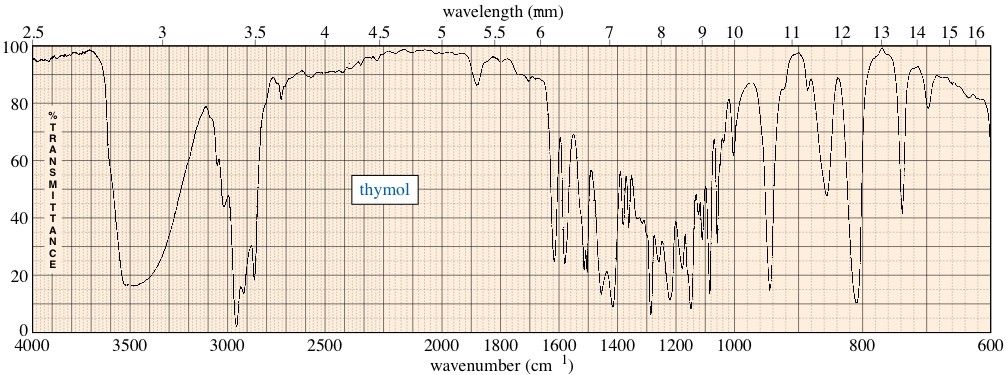 wavelength (mm)
2.5 3 3.5 4 4.5 5 5.5 6 7 8 9 10 11 12 13 14 15 16
100
80
60
40
20
0
%
T
R
A
N
S
M
I
T
T
A
N
C
E
thymol
4000 3500 3000 2500 2000 1800 1600 1400 1200 1000 800 600
wavenumber (cm 1)